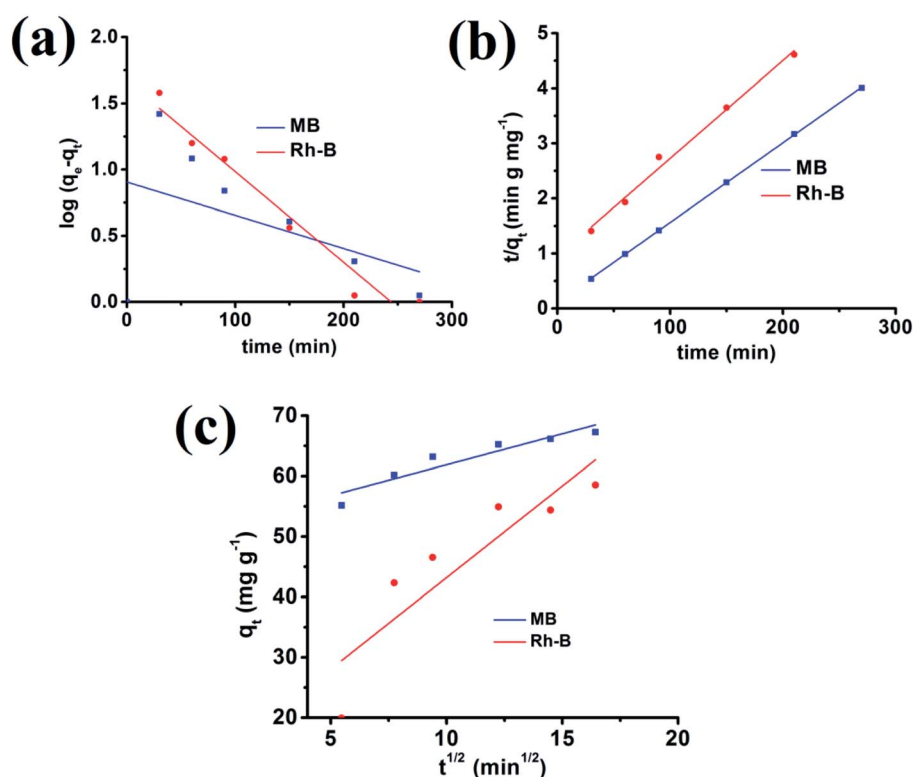 (a)
2.0
1.5
1.0
0.5
0.0
log (qₑ-qₜ)
MB
Rh-B
0 100 200 300
time (min)
(b)
5
4
3
2
1
0
t/qₜ (min g mg⁻¹)
MB
Rh-B
0 100 200 300
time (min)
(c)
70
60
50
40
30
20
qₜ (mg g⁻¹)
MB
Rh-B
5 10 15 20
t¹/² (min¹/²)